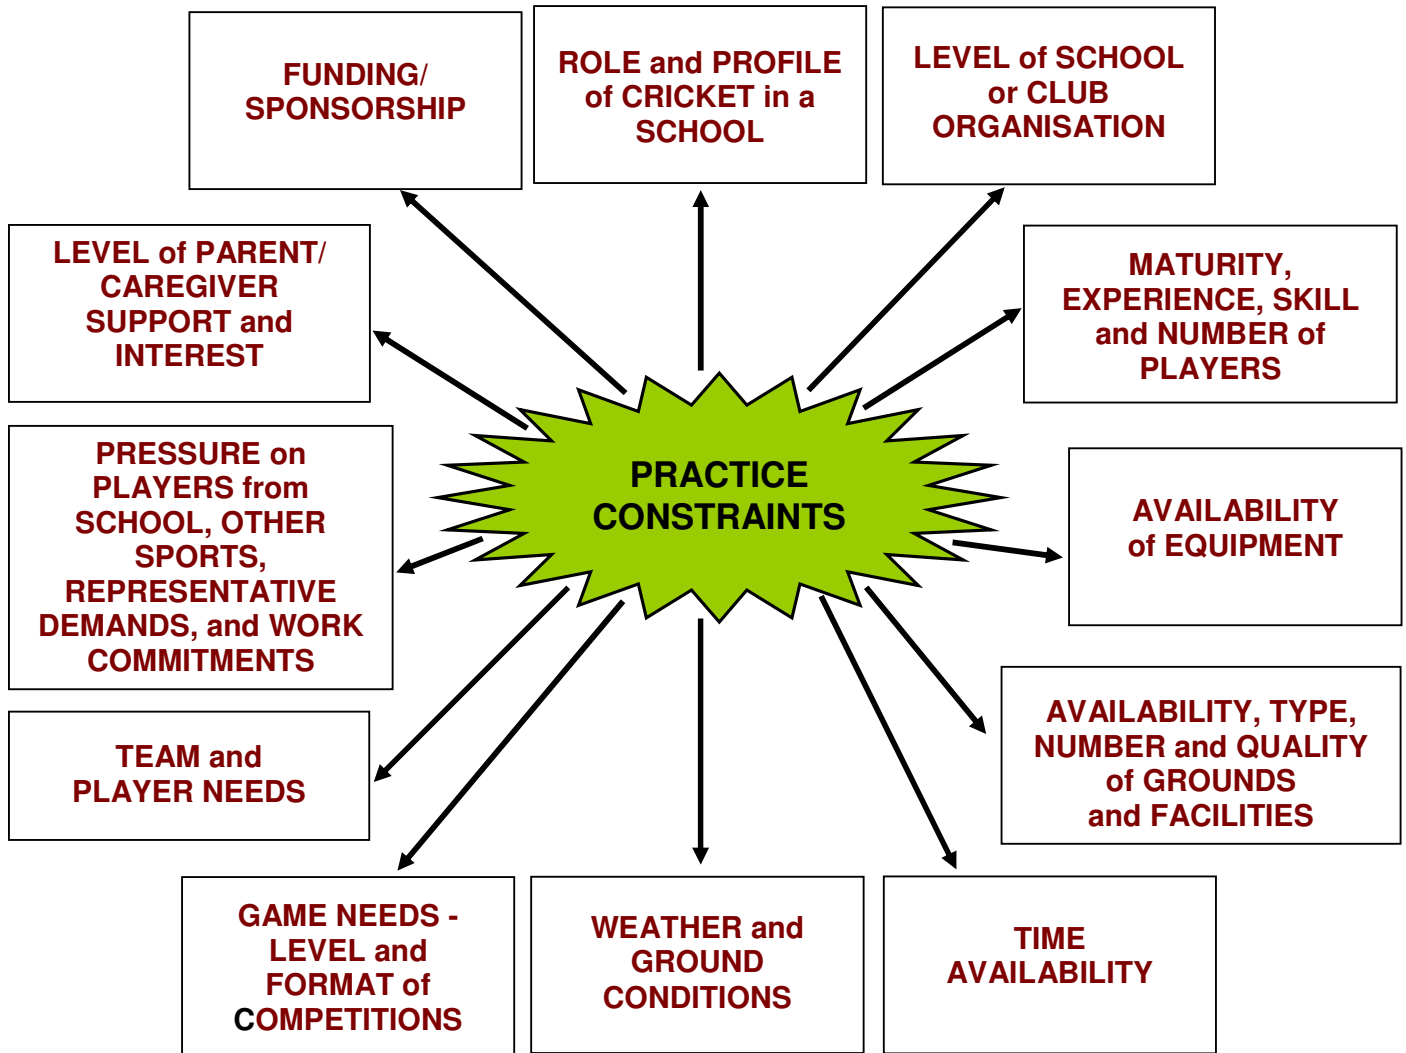 FUNDING/
SPONSORSHIP
ROLE and PROFILE
of CRICKET in a
SCHOOL
LEVEL of SCHOOL
or CLUB
ORGANISATION
LEVEL of PARENT/
CAREGIVER
SUPPORT and
INTEREST
MATURITY,
EXPERIENCE, SKILL
and NUMBER of
PLAYERS
PRESSURE on
PLAYERS from
SCHOOL, OTHER
SPORTS,
REPRESENTATIVE
DEMANDS, and WORK
COMMITMENTS
PRACTICE
CONSTRAINTS
AVAILABILITY
of EQUIPMENT
TEAM and
PLAYER NEEDS
AVAILABILITY, TYPE,
NUMBER and QUALITY
of GROUNDS
and FACILITIES
GAME NEEDS -
LEVEL and
FORMAT of
COMPETITIONS
WEATHER and
GROUND
CONDITIONS
TIME
AVAILABILITY